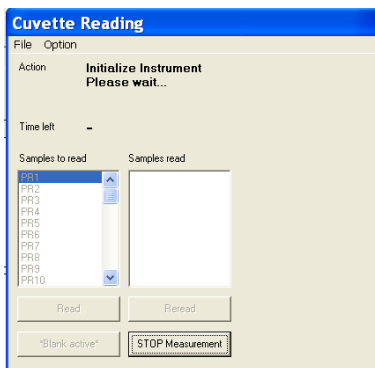 Cuvette Reading
File Option
Action Initialize Instrument
Please wait...
Time left -
Samples to read Samples read
PR1
PR2
PR3
PR4
PR5
PR6
PR7
PR8
PR9
PR10
Read Reread
*Blank active* STOP Measurement